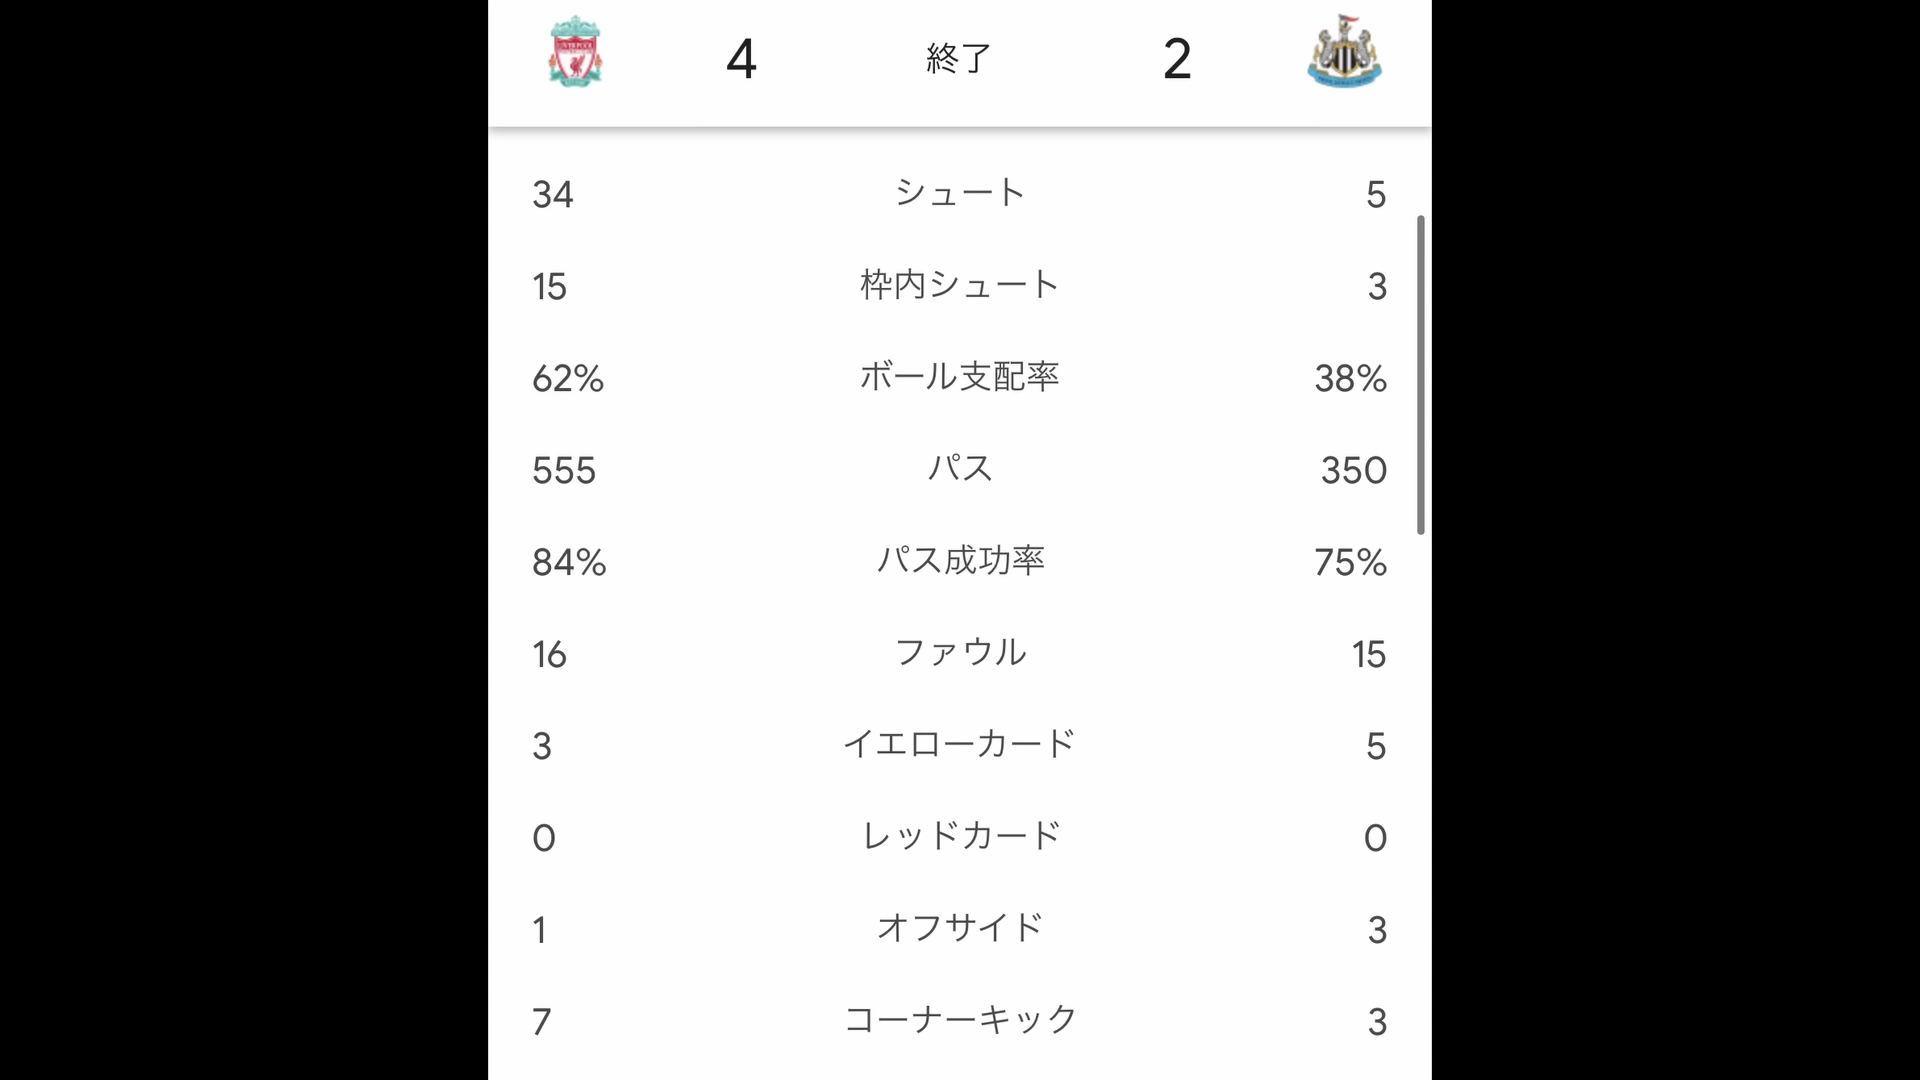 4 終了 2
34 シュート 5
15 枠内シュート 3
62% ボール支配率 38%
555 パス 350
84% パス成功率 75%
16 ファウル 15
3 イエローカード 5
0 レッドカード 0
1 オフサイド 3
7 コーナーキック 3